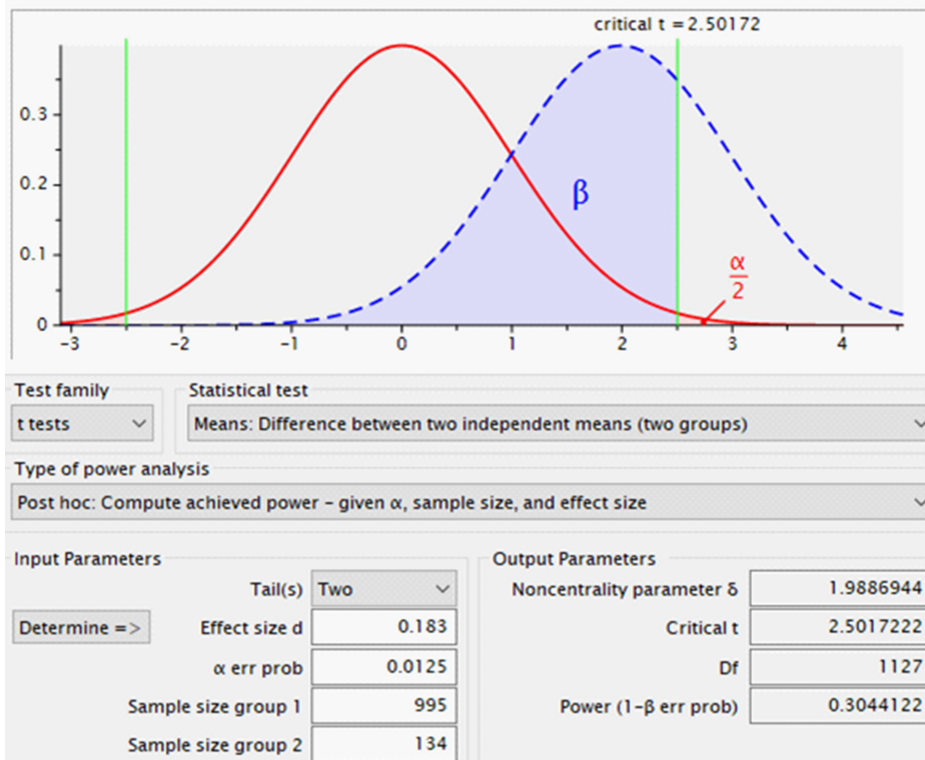 critical t = 2.50172
0.3
0.2
0.1
0
β
α
2
-3 -2 -1 0 1 2 3 4
Test family
Statistical test
t tests
Means: Difference between two independent means (two groups)
Type of power analysis
Post hoc: Compute achieved power – given α, sample size, and effect size
Input Parameters
Output Parameters
Tail(s) Two
Noncentrality parameter δ 1.9886944
Determine => Effect size d 0.183
Critical t 2.5017222
α err prob 0.0125
Df 1127
Sample size group 1 995
Power (1-β err prob) 0.3044122
Sample size group 2 134